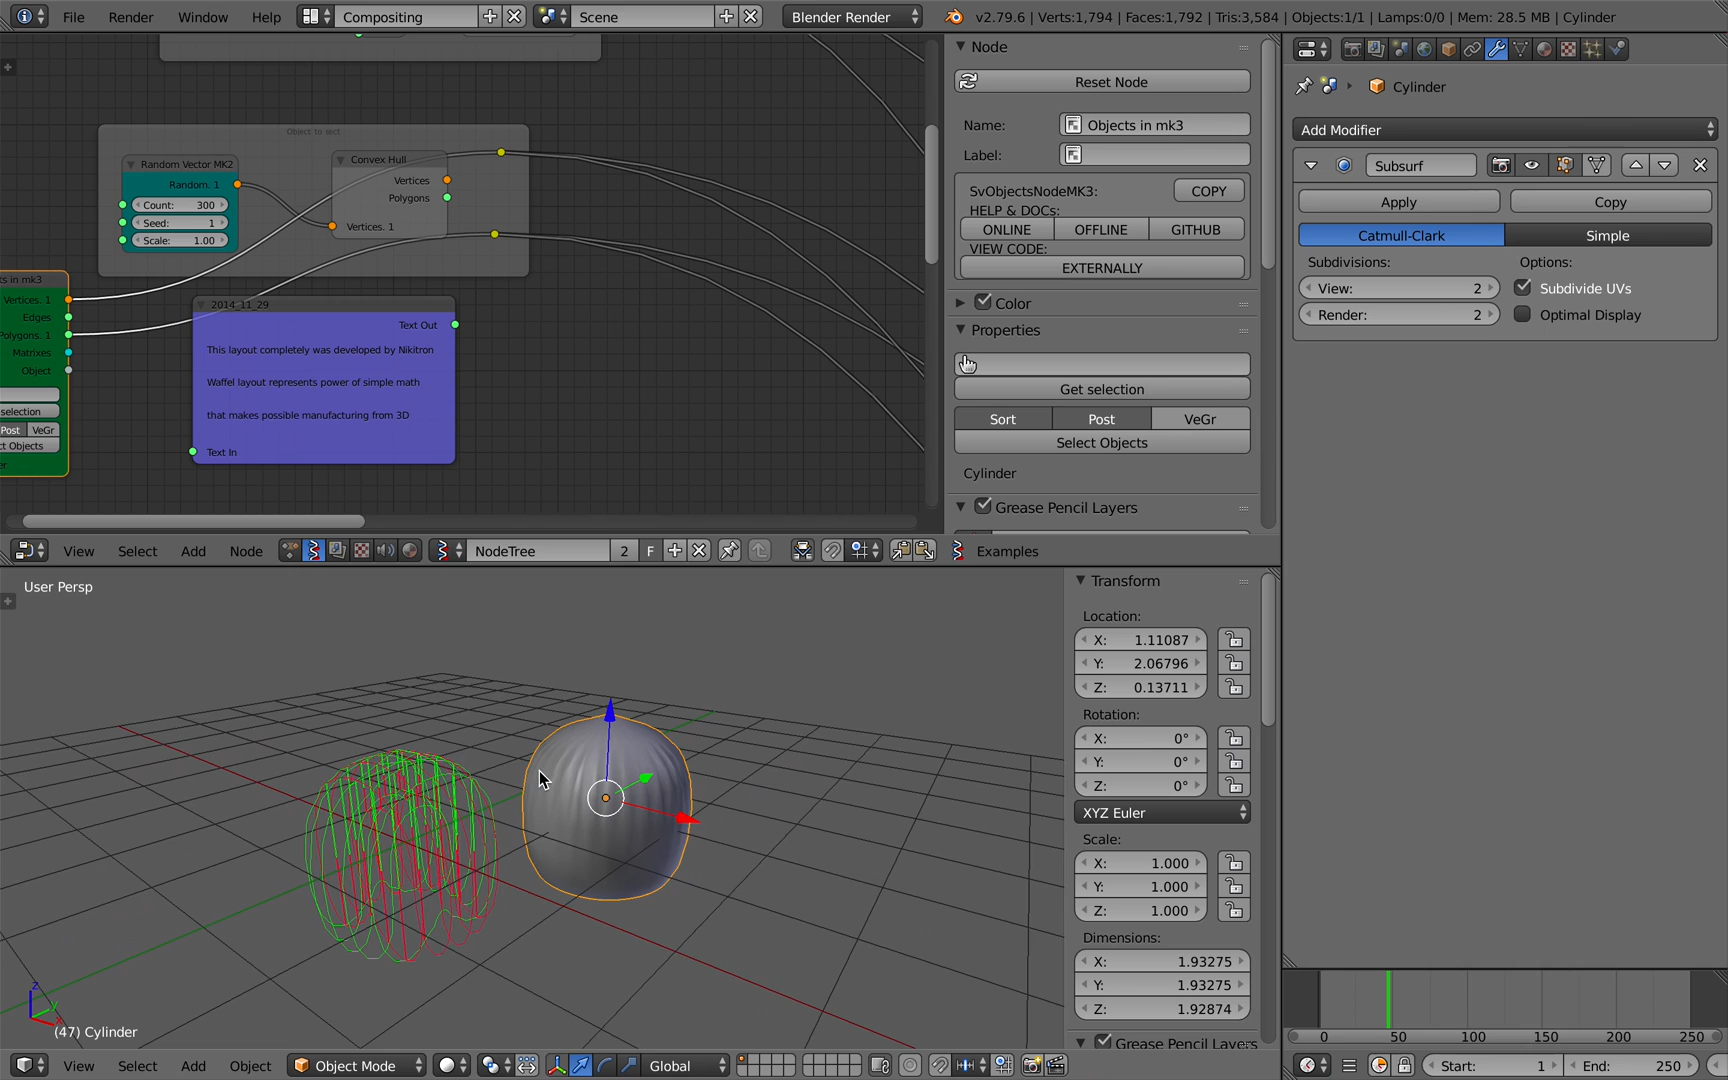 File Render Window Help Compositing Scene Blender Render v2.79.6 | Verts:1,794 | Faces:1,792 | Tris:3,584 | Objects:1/1 | Lamps:0/0 | Mem: 28.5 MB | Cylinder
Object to sect
Random Vector MK2
Random. 1
Count: 300
Seed: 1
Scale: 1.00
Convex Hull
Vertices
Polygons
Vertices. 1
ts in mk3
Vertices. 1
Edges
Polygons. 1
Matrixes
Object
selection
Post VeGr
ct Objects
er
2014_11_29
Text Out
This layout completely was developed by Nikitron
Waffel layout represents power of simple math
that makes possible manufacturing from 3D
Text In
Node
Reset Node
Name: Objects in mk3
Label:
SvObjectsNodeMK3: COPY
HELP & DOCs:
ONLINE OFFLINE GITHUB
VIEW CODE:
EXTERNALLY
Color
Properties
Get selection
Sort Post VeGr
Select Objects
Cylinder
Grease Pencil Layers
Cylinder
Add Modifier
Subsurf
Apply Copy
Catmull-Clark Simple
Subdivisions: Options:
View: 2 Subdivide UVs
Render: 2 Optimal Display
View Select Add Node NodeTree 2 F Examples
User Persp
Transform
Location:
X: 1.11087
Y: 2.06796
Z: 0.13711
Rotation:
X: 0°
Y: 0°
Z: 0°
XYZ Euler
Scale:
X: 1.000
Y: 1.000
Z: 1.000
Dimensions:
X: 1.93275
Y: 1.93275
Z: 1.92874
Grease Pencil Layers
Z
Y
X
(47) Cylinder
0 50 100 150 200 250
View Select Add Object Object Mode Global
Start: 1 End: 250